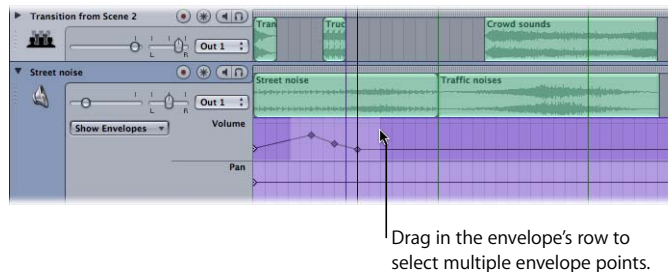 Transition from Scene 2
Tran
Truc
Crowd sounds
L R
Out 1
Street noise
Street noise
Traffic noises
L R
Out 1
Show Envelopes
Volume
Pan
Drag in the envelope's row to
select multiple envelope points.